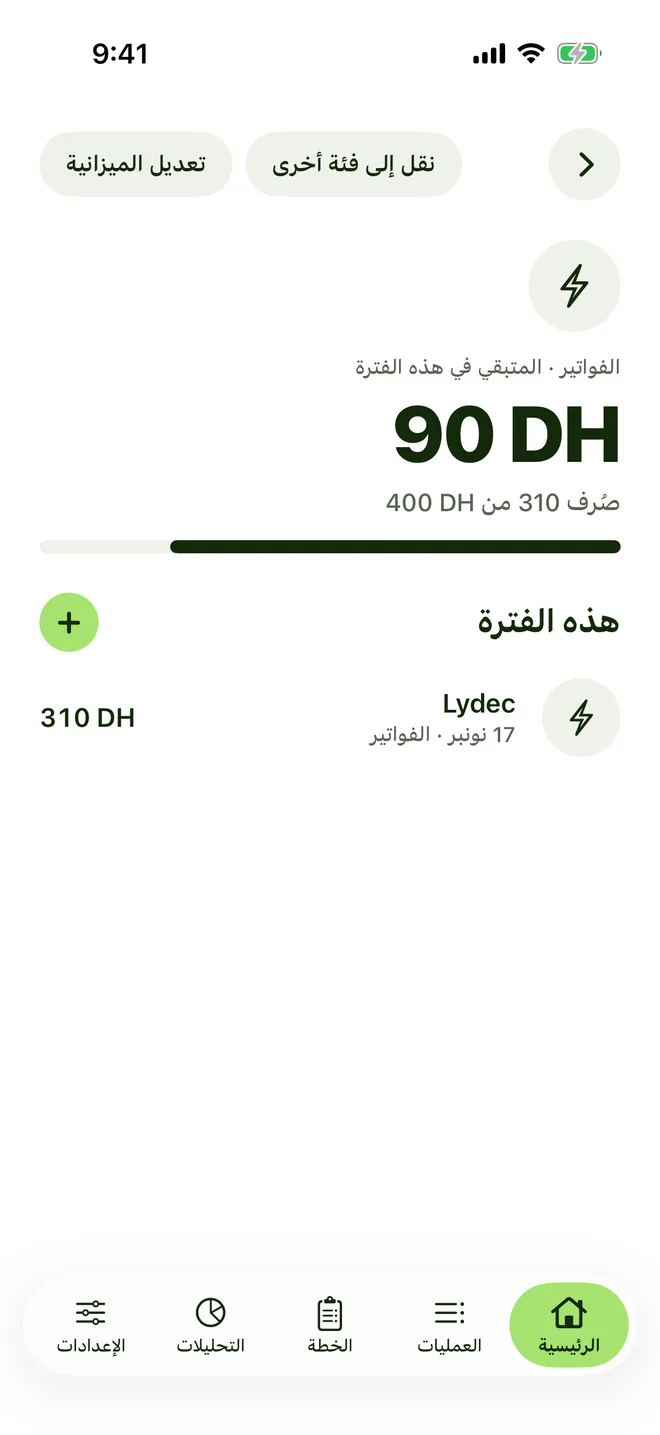 9:41
نقل إلى فئة أخرى
تعديل الميزانية
الفواتير · المتبقي في هذه الفترة
90 DH
صُرف 310 من 400 DH
هذه الفترة
Lydec
17 نونبر · الفواتير
310 DH
الرئيسية
العمليات
الخطة
التحليلات
الإعدادات